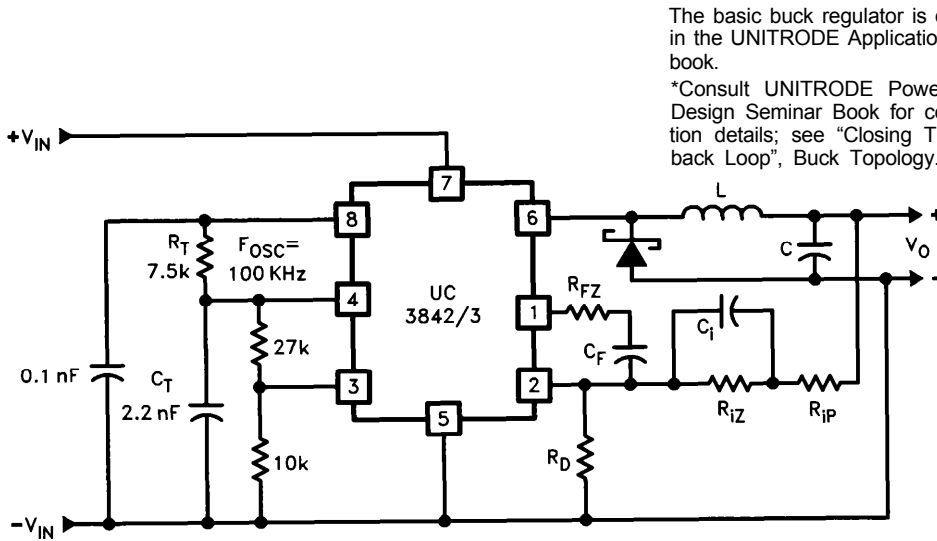 The basic buck regulator is
in the UNITRODE Applicatio
book.
*Consult UNITRODE Powe
Design Seminar Book for co
tion details; see “Closing T
back Loop”, Buck Topology.
+VIN
7
L
8
6
+
RT
7.5k
FOSC=
100 KHz
C
VO
-
RFZ
4
UC
3842/3
1
Ci
27k
CF
0.1 nF
CT
2.2 nF
3
2
5
RiZ
RiP
10k
RD
-VIN